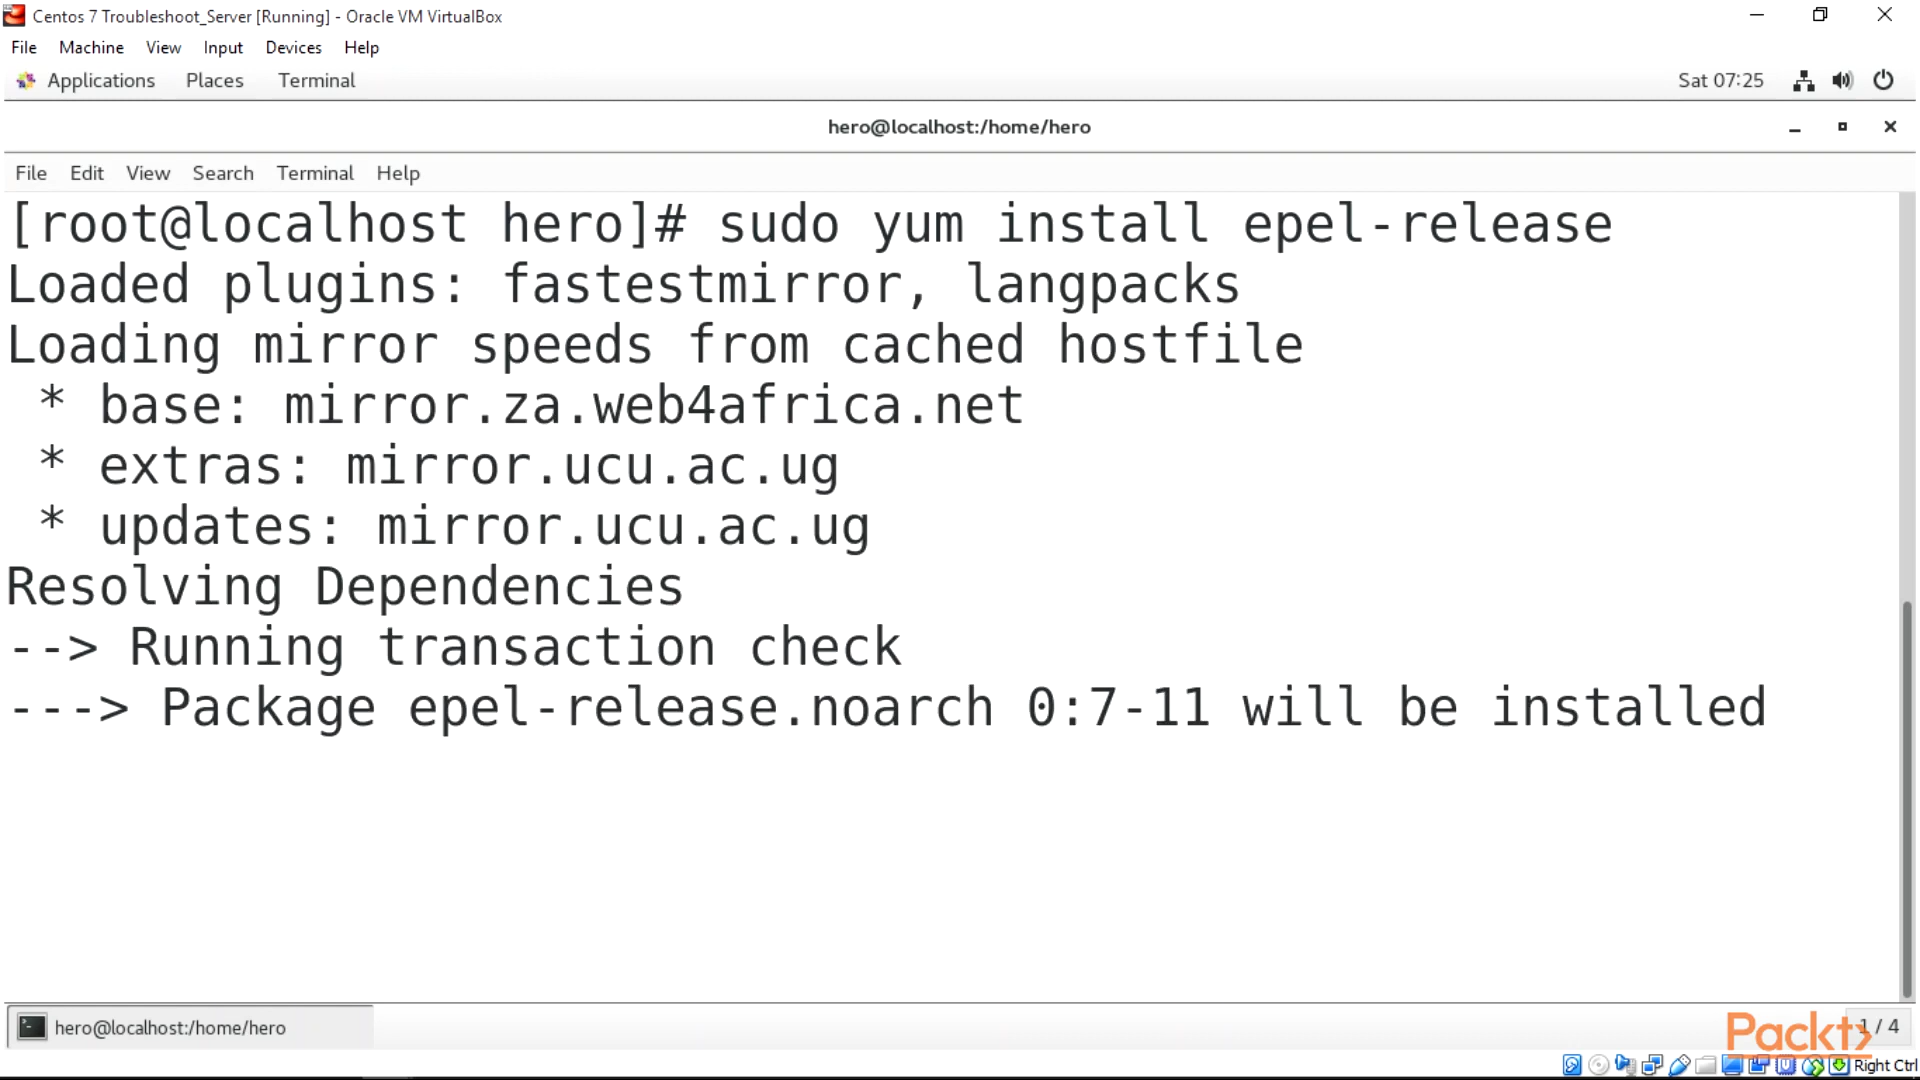 Centos 7 Troubleshoot_Server [Running] - Oracle VM VirtualBox
File Machine View Input Devices Help
Applications Places Terminal Sat 07:25
hero@localhost:/home/hero
File Edit View Search Terminal Help
[root@localhost hero]# sudo yum install epel-release
Loaded plugins: fastestmirror, langpacks
Loading mirror speeds from cached hostfile
* base: mirror.za.web4africa.net
* extras: mirror.ucu.ac.ug
* updates: mirror.ucu.ac.ug
Resolving Dependencies
--> Running transaction check
---> Package epel-release.noarch 0:7-11 will be installed
hero@localhost:/home/hero
Packt> 1 / 4
Right Ctrl